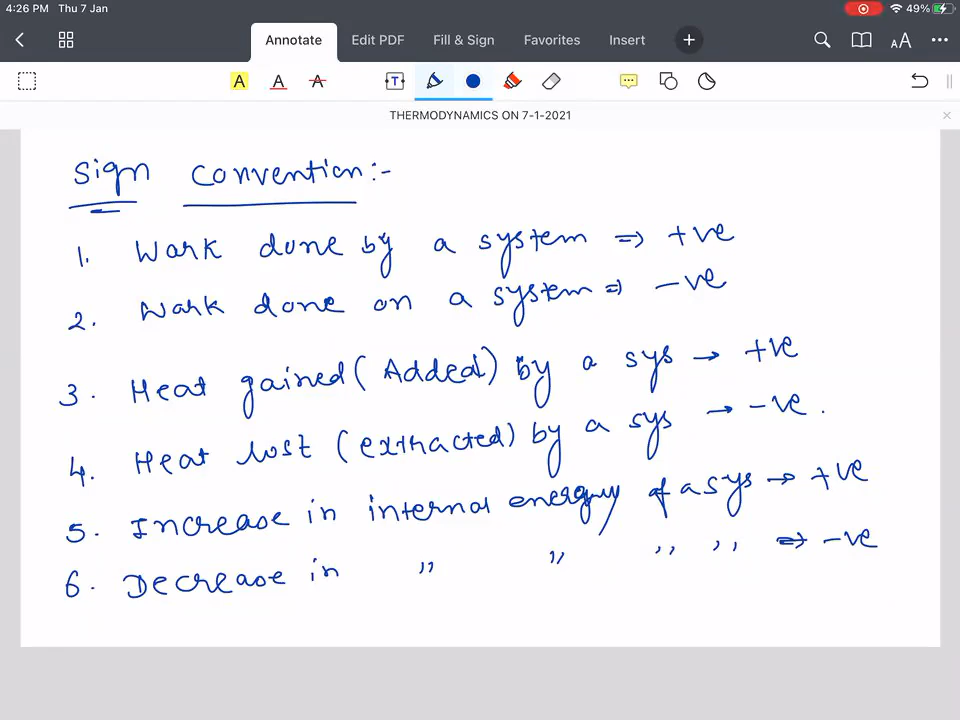 4:26 PM Thu 7 Jan 49%
Annotate Edit PDF Fill & Sign Favorites Insert
THERMODYNAMICS ON 7-1-2021
Sign Convention:-
1. Work done by a system ⇒ +ve
2. Work done on a system ⇒ -ve
3. Heat gained (Added) by a sys → +ve
4. Heat lost (extracted) by a sys → -ve.
5. Increase in internal energy of a sys → +ve
6. Decrease in ,, ,, ,, ,, ⇒ -ve